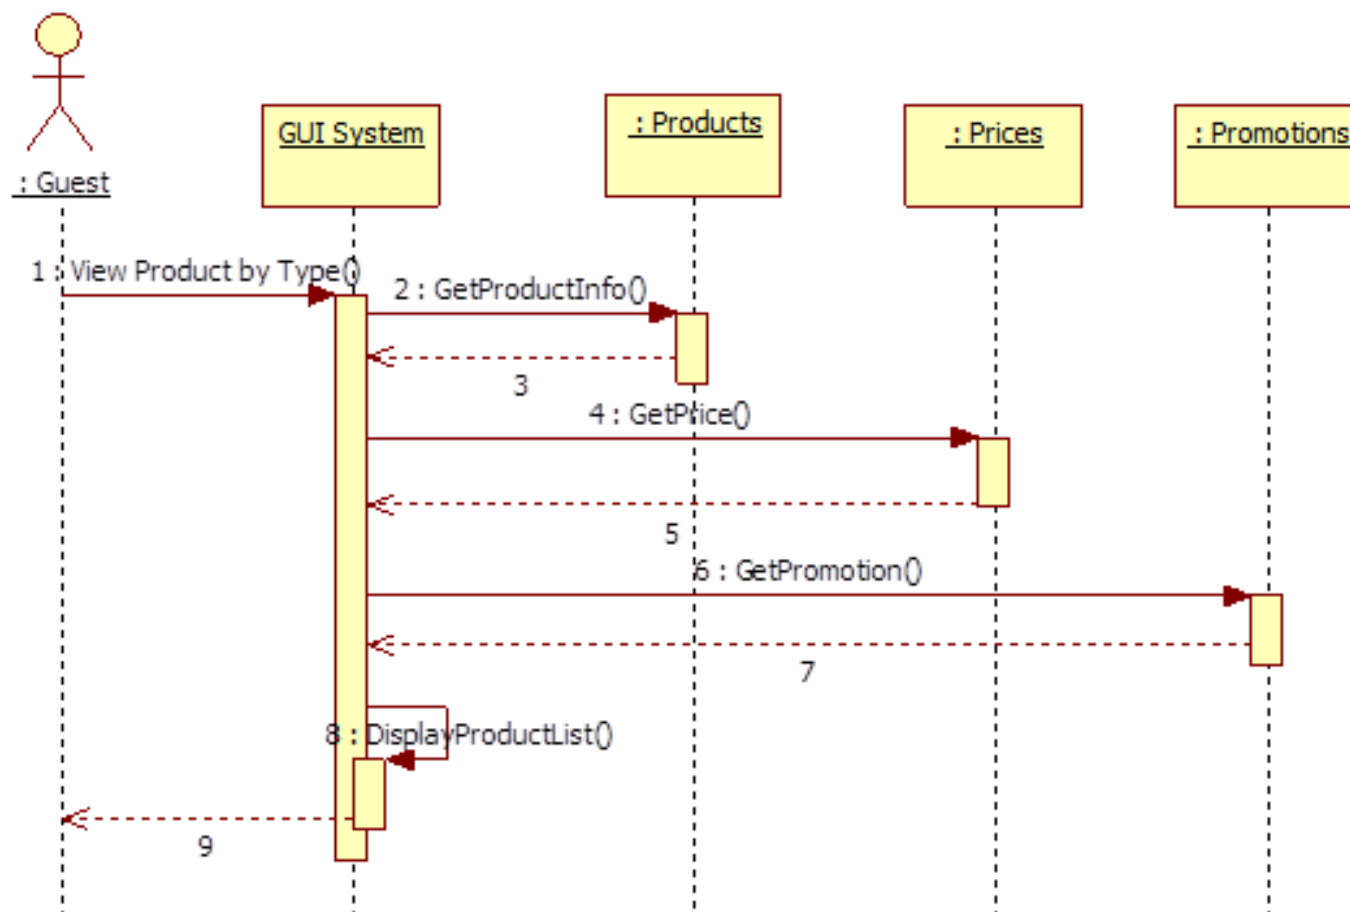 : Guest
GUI System
: Products
: Prices
: Promotions
1 : View Product by Type()
2 : GetProductInfo()
3
4 : GetPrice()
5
6 : GetPromotion()
7
8 : DisplayProductList()
9